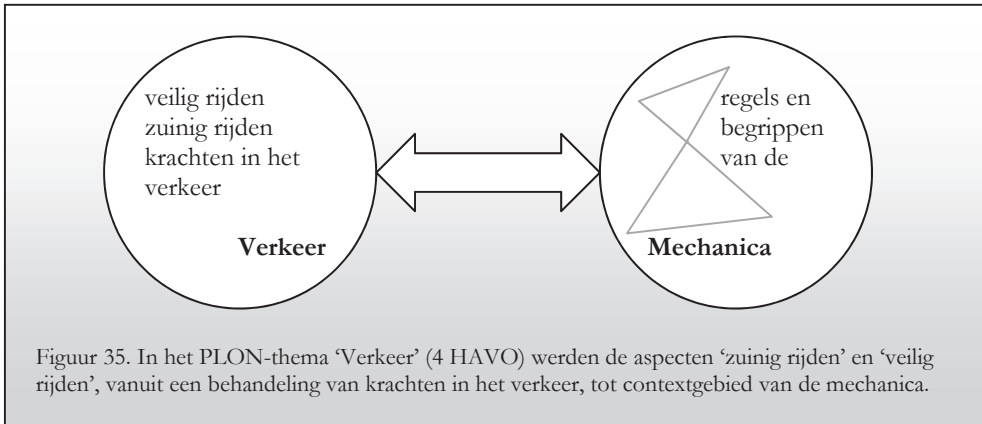 veilig rijden
zuinig rijden
krachten in het
verkeer
Verkeer
regels en
begrippen
van de
Mechanica
Figuur 35. In het PLON-thema ‘Verkeer’ (4 HAVO) werden de aspecten ‘zuinig rijden’ en ‘veilig
rijden’, vanuit een behandeling van krachten in het verkeer, tot contextgebied van de mechanica.